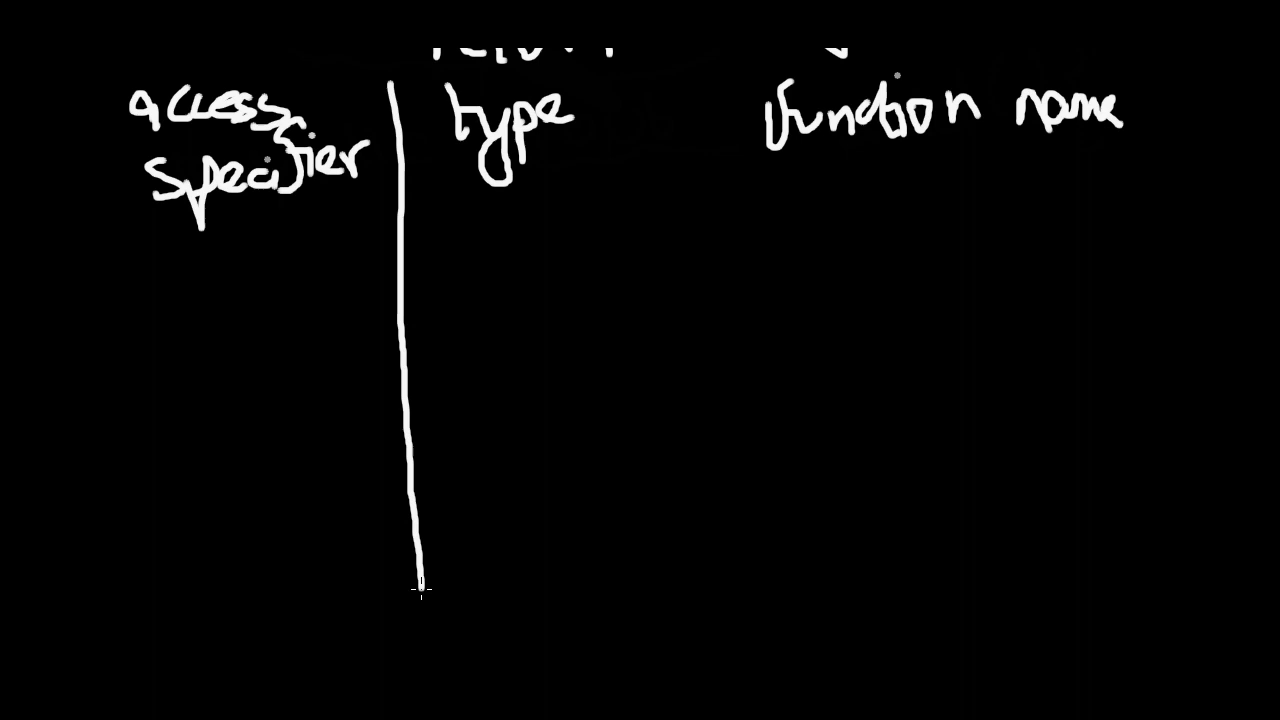 access type function name
specifier